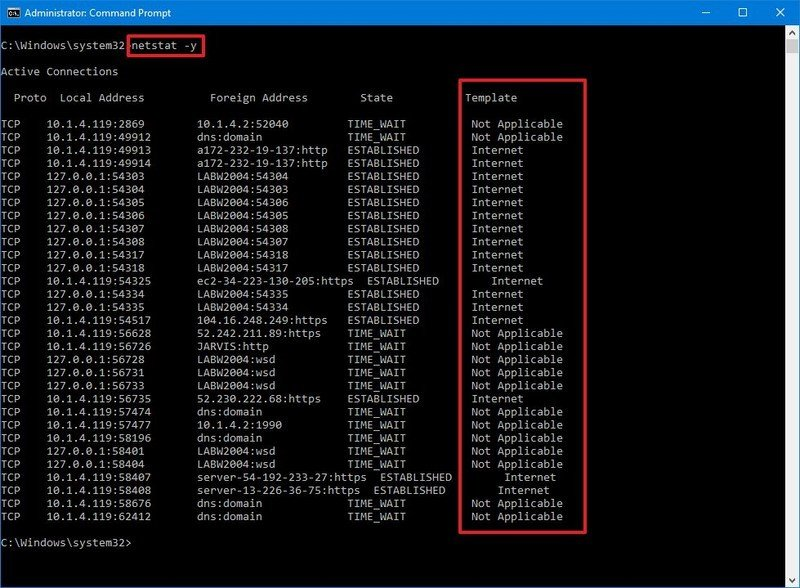 Administrator: Command Prompt
C:\Windows\system32>netstat -y
Active Connections
Proto Local Address Foreign Address State Template
TCP 10.1.4.119:2869 10.1.4.2:52040 TIME_WAIT Not Applicable
TCP 10.1.4.119:49912 dns:domain TIME_WAIT Not Applicable
TCP 10.1.4.119:49913 a172-232-19-137:http ESTABLISHED Internet
TCP 10.1.4.119:49914 a172-232-19-137:http ESTABLISHED Internet
TCP 127.0.0.1:54303 LABW2004:54304 ESTABLISHED Internet
TCP 127.0.0.1:54304 LABW2004:54303 ESTABLISHED Internet
TCP 127.0.0.1:54305 LABW2004:54306 ESTABLISHED Internet
TCP 127.0.0.1:54306 LABW2004:54305 ESTABLISHED Internet
TCP 127.0.0.1:54307 LABW2004:54308 ESTABLISHED Internet
TCP 127.0.0.1:54308 LABW2004:54307 ESTABLISHED Internet
TCP 127.0.0.1:54317 LABW2004:54318 ESTABLISHED Internet
TCP 127.0.0.1:54318 LABW2004:54317 ESTABLISHED Internet
TCP 10.1.4.119:54325 ec2-34-223-130-205:https ESTABLISHED Internet
TCP 127.0.0.1:54334 LABW2004:54335 ESTABLISHED Internet
TCP 127.0.0.1:54335 LABW2004:54334 ESTABLISHED Internet
TCP 10.1.4.119:54517 104.16.248.249:https ESTABLISHED Internet
TCP 10.1.4.119:56628 52.242.211.89:https TIME_WAIT Not Applicable
TCP 10.1.4.119:56726 JARVIS:http TIME_WAIT Not Applicable
TCP 127.0.0.1:56728 LABW2004:wsd TIME_WAIT Not Applicable
TCP 127.0.0.1:56731 LABW2004:wsd TIME_WAIT Not Applicable
TCP 127.0.0.1:56733 LABW2004:wsd TIME_WAIT Not Applicable
TCP 10.1.4.119:56735 52.230.222.68:https ESTABLISHED Internet
TCP 10.1.4.119:57474 dns:domain TIME_WAIT Not Applicable
TCP 10.1.4.119:57477 10.1.4.2:1990 TIME_WAIT Not Applicable
TCP 10.1.4.119:58196 dns:domain TIME_WAIT Not Applicable
TCP 127.0.0.1:58401 LABW2004:wsd TIME_WAIT Not Applicable
TCP 127.0.0.1:58404 LABW2004:wsd TIME_WAIT Not Applicable
TCP 10.1.4.119:58407 server-54-192-233-27:https ESTABLISHED Internet
TCP 10.1.4.119:58408 server-13-226-36-75:https ESTABLISHED Internet
TCP 10.1.4.119:58676 dns:domain TIME_WAIT Not Applicable
TCP 10.1.4.119:62412 dns:domain TIME_WAIT Not Applicable
C:\Windows\system32>